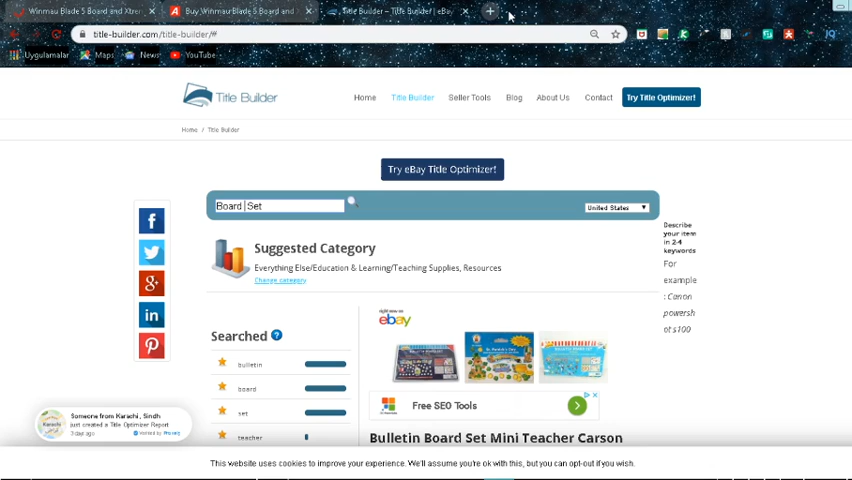 Winmau Blade 5 Board and Xtrem
Buy Winmau Blade 5 Board and X
Title Builder – Title Builder | eBay
title-builder.com/title-builder/#
Uygulamalar
Maps
News
YouTube
Title Builder
Home
Title Builder
Seller Tools
Blog
About Us
Contact
Try Title Optimizer!
Home / Title Builder
Try eBay Title Optimizer!
Board Set
United States
Describe
your item
in 2-4
keywords
For
example
: Canon
powersh
ot s100
Suggested Category
Everything Else/Education & Learning/Teaching Supplies, Resources
Change category
Searched
bulletin
board
set
teacher
right now on
ebay
Free SEO Tools
Bulletin Board Set Mini Teacher Carson
Someone from Karachi, Sindh
just created a Title Optimizer Report
3 days ago
This website uses cookies to improve your experience. We'll assume you're ok with this, but you can opt-out if you wish.